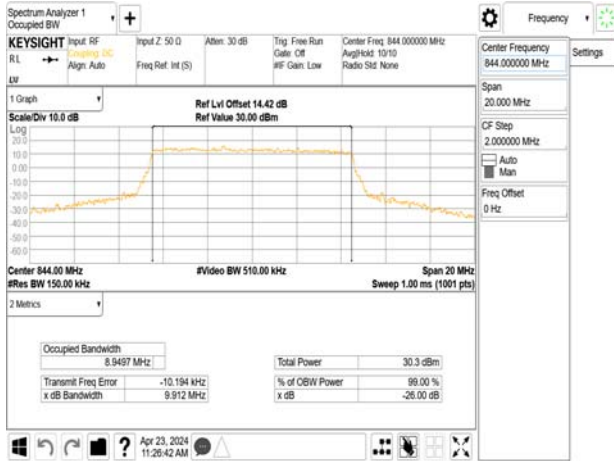 Spectrum Analyzer 1
Occupied BW
+
Frequency
KEYSIGHT
RL
LXI
Input: RF
Coupling: DC
Align: Auto
Input Z: 50 Ω
Freq Ref: Int (S)
Atten: 30 dB
Trig: Free Run
Gate: Off
#IF Gain: Low
Center Freq: 844.000000 MHz
Avg|Hold: 10/10
Radio Std: None
Center Frequency
844.000000 MHz
Settings
Span
20.000 MHz
CF Step
2.000000 MHz
Auto
Man
Freq Offset
0 Hz
1 Graph
Scale/Div 10.0 dB
Ref Lvl Offset 14.42 dB
Ref Value 30.00 dBm
Log
20.0
10.0
0.00
-10.0
-20.0
-30.0
-40.0
-50.0
-60.0
Center 844.00 MHz
#Video BW 510.00 kHz
Span 20 MHz
#Res BW 150.00 kHz
Sweep 1.00 ms (1001 pts)
2 Metrics
Occupied Bandwidth
8.9497 MHz
Total Power 30.3 dBm
Transmit Freq Error -10.194 kHz
% of OBW Power 99.00 %
x dB Bandwidth 9.912 MHz
x dB -26.00 dB
?
Apr 23, 2024
11:26:42 AM